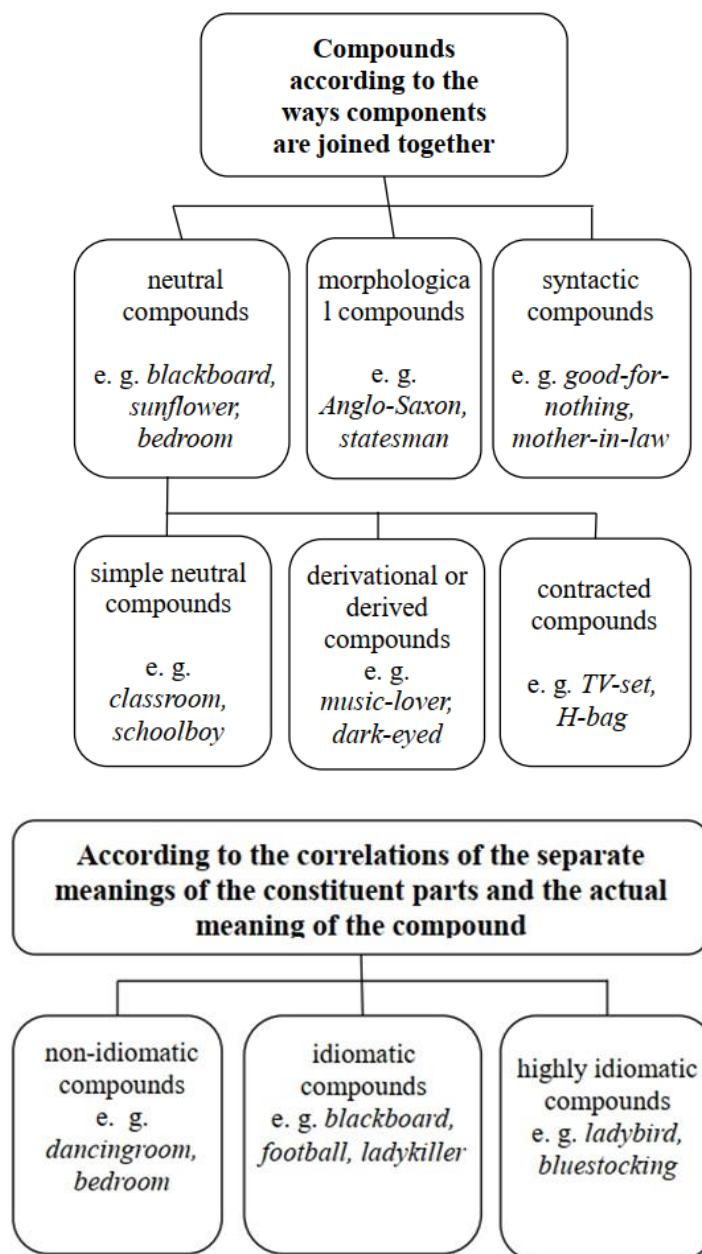 Compounds
according to the
ways components
are joined together
neutral
compounds
e. g. blackboard,
sunflower,
bedroom
morphologica
l compounds
e. g.
Anglo-Saxon,
statesman
syntactic
compounds
e. g. good-for-
nothing,
mother-in-law
simple neutral
compounds
e. g.
classroom,
schoolboy
derivational or
derived
compounds
e. g.
music-lover,
dark-eyed
contracted
compounds
e. g. TV-set,
H-bag
According to the correlations of the separate
meanings of the constituent parts and the actual
meaning of the compound
non-idiomatic
compounds
e. g.
dancingroom,
bedroom
idiomatic
compounds
e. g. blackboard,
football, ladykiller
highly idiomatic
compounds
e. g. ladybird,
bluestocking